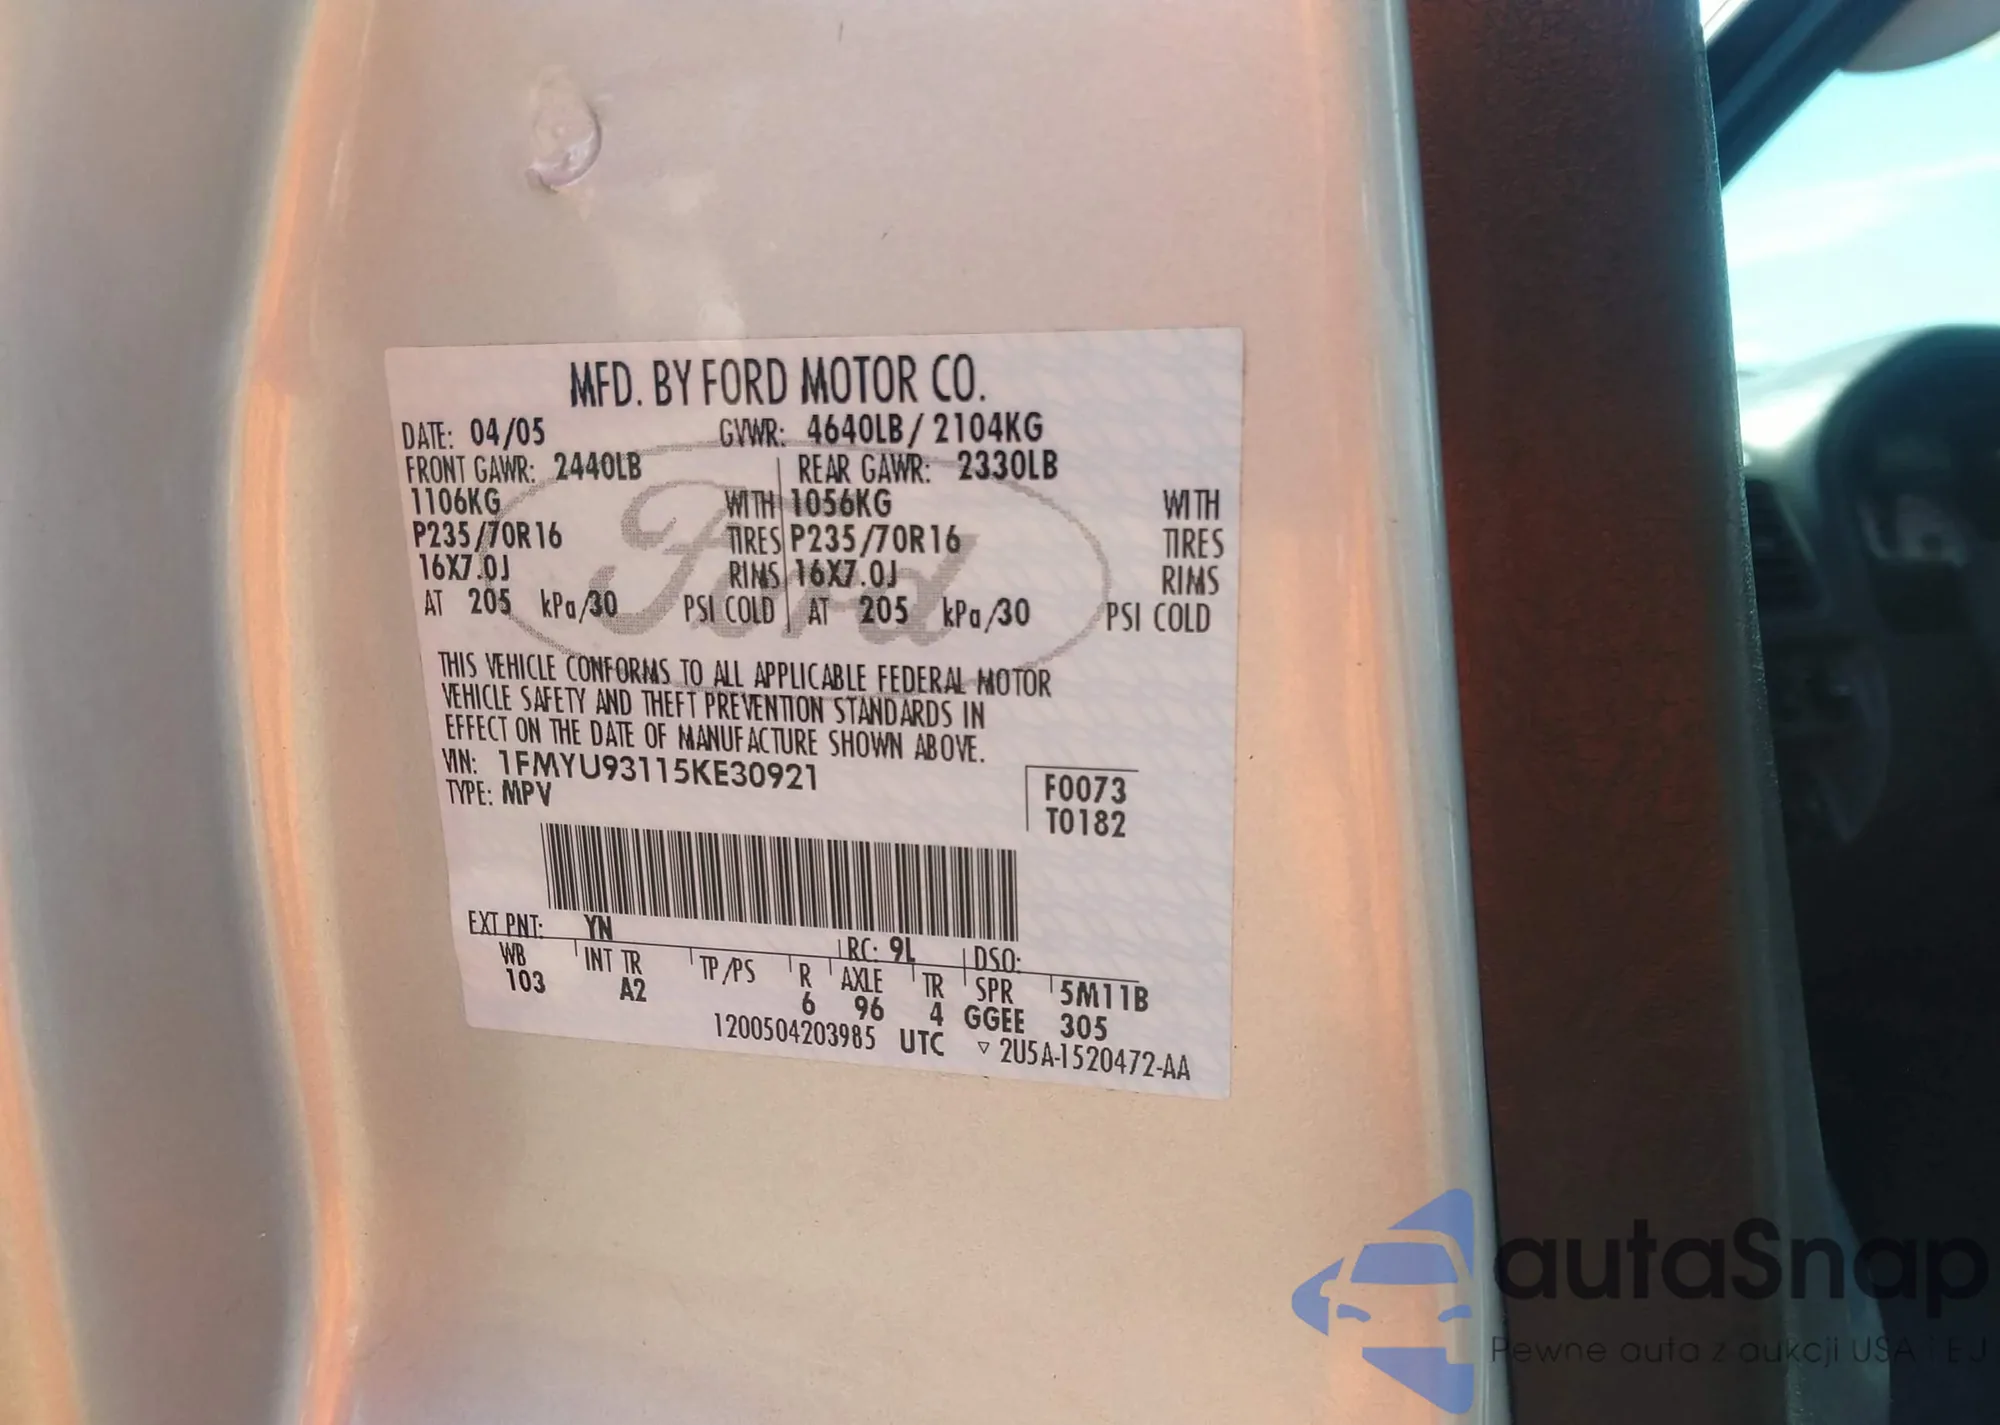 MFD. BY FORD MOTOR CO.
DATE: 04/05 GVWR: 4640LB / 2104KG
FRONT GAWR: 2440LB REAR GAWR: 2330LB
1106KG WITH 1056KG WITH
P235/70R16 TIRES P235/70R16 TIRES
16X7.0J RIMS 16X7.0J RIMS
AT 205 kPa/30 PSI COLD AT 205 kPa/30 PSI COLD
Ford
THIS VEHICLE CONFORMS TO ALL APPLICABLE FEDERAL MOTOR
VEHICLE SAFETY AND THEFT PREVENTION STANDARDS IN
EFFECT ON THE DATE OF MANUFACTURE SHOWN ABOVE.
VIN: 1FMYU93115KE30921
TYPE: MPV
F0073
T0182
EXT PNT: YN RC: 9L DSO:
WB INT TR TP/PS R AXLE TR SPR 5M11B
103 A2 6 96 4 GGEE 305
1200504203985 UTC ▽ 2U5A-1520472-AA
autaSnap
Pewne auta z aukcji USA i EJ